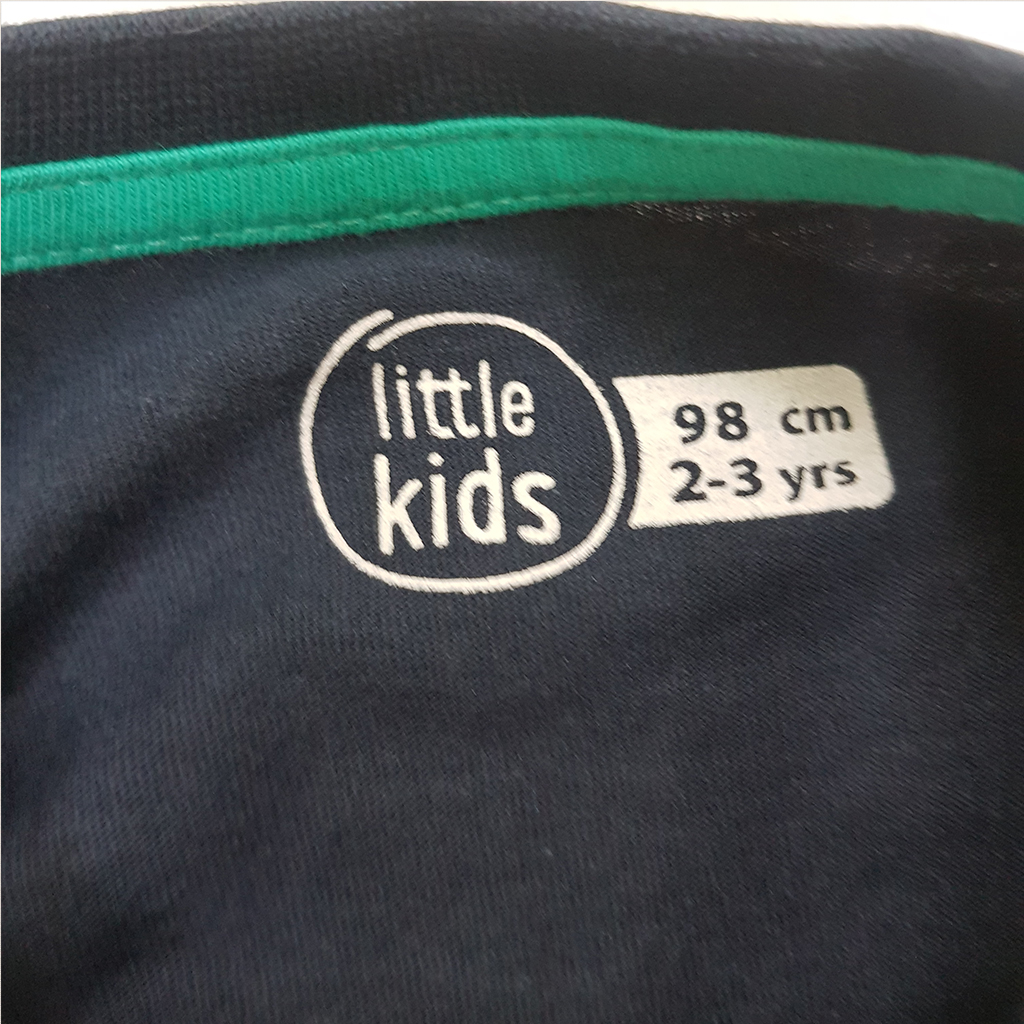 little
kids
98 cm
2-3 yrs